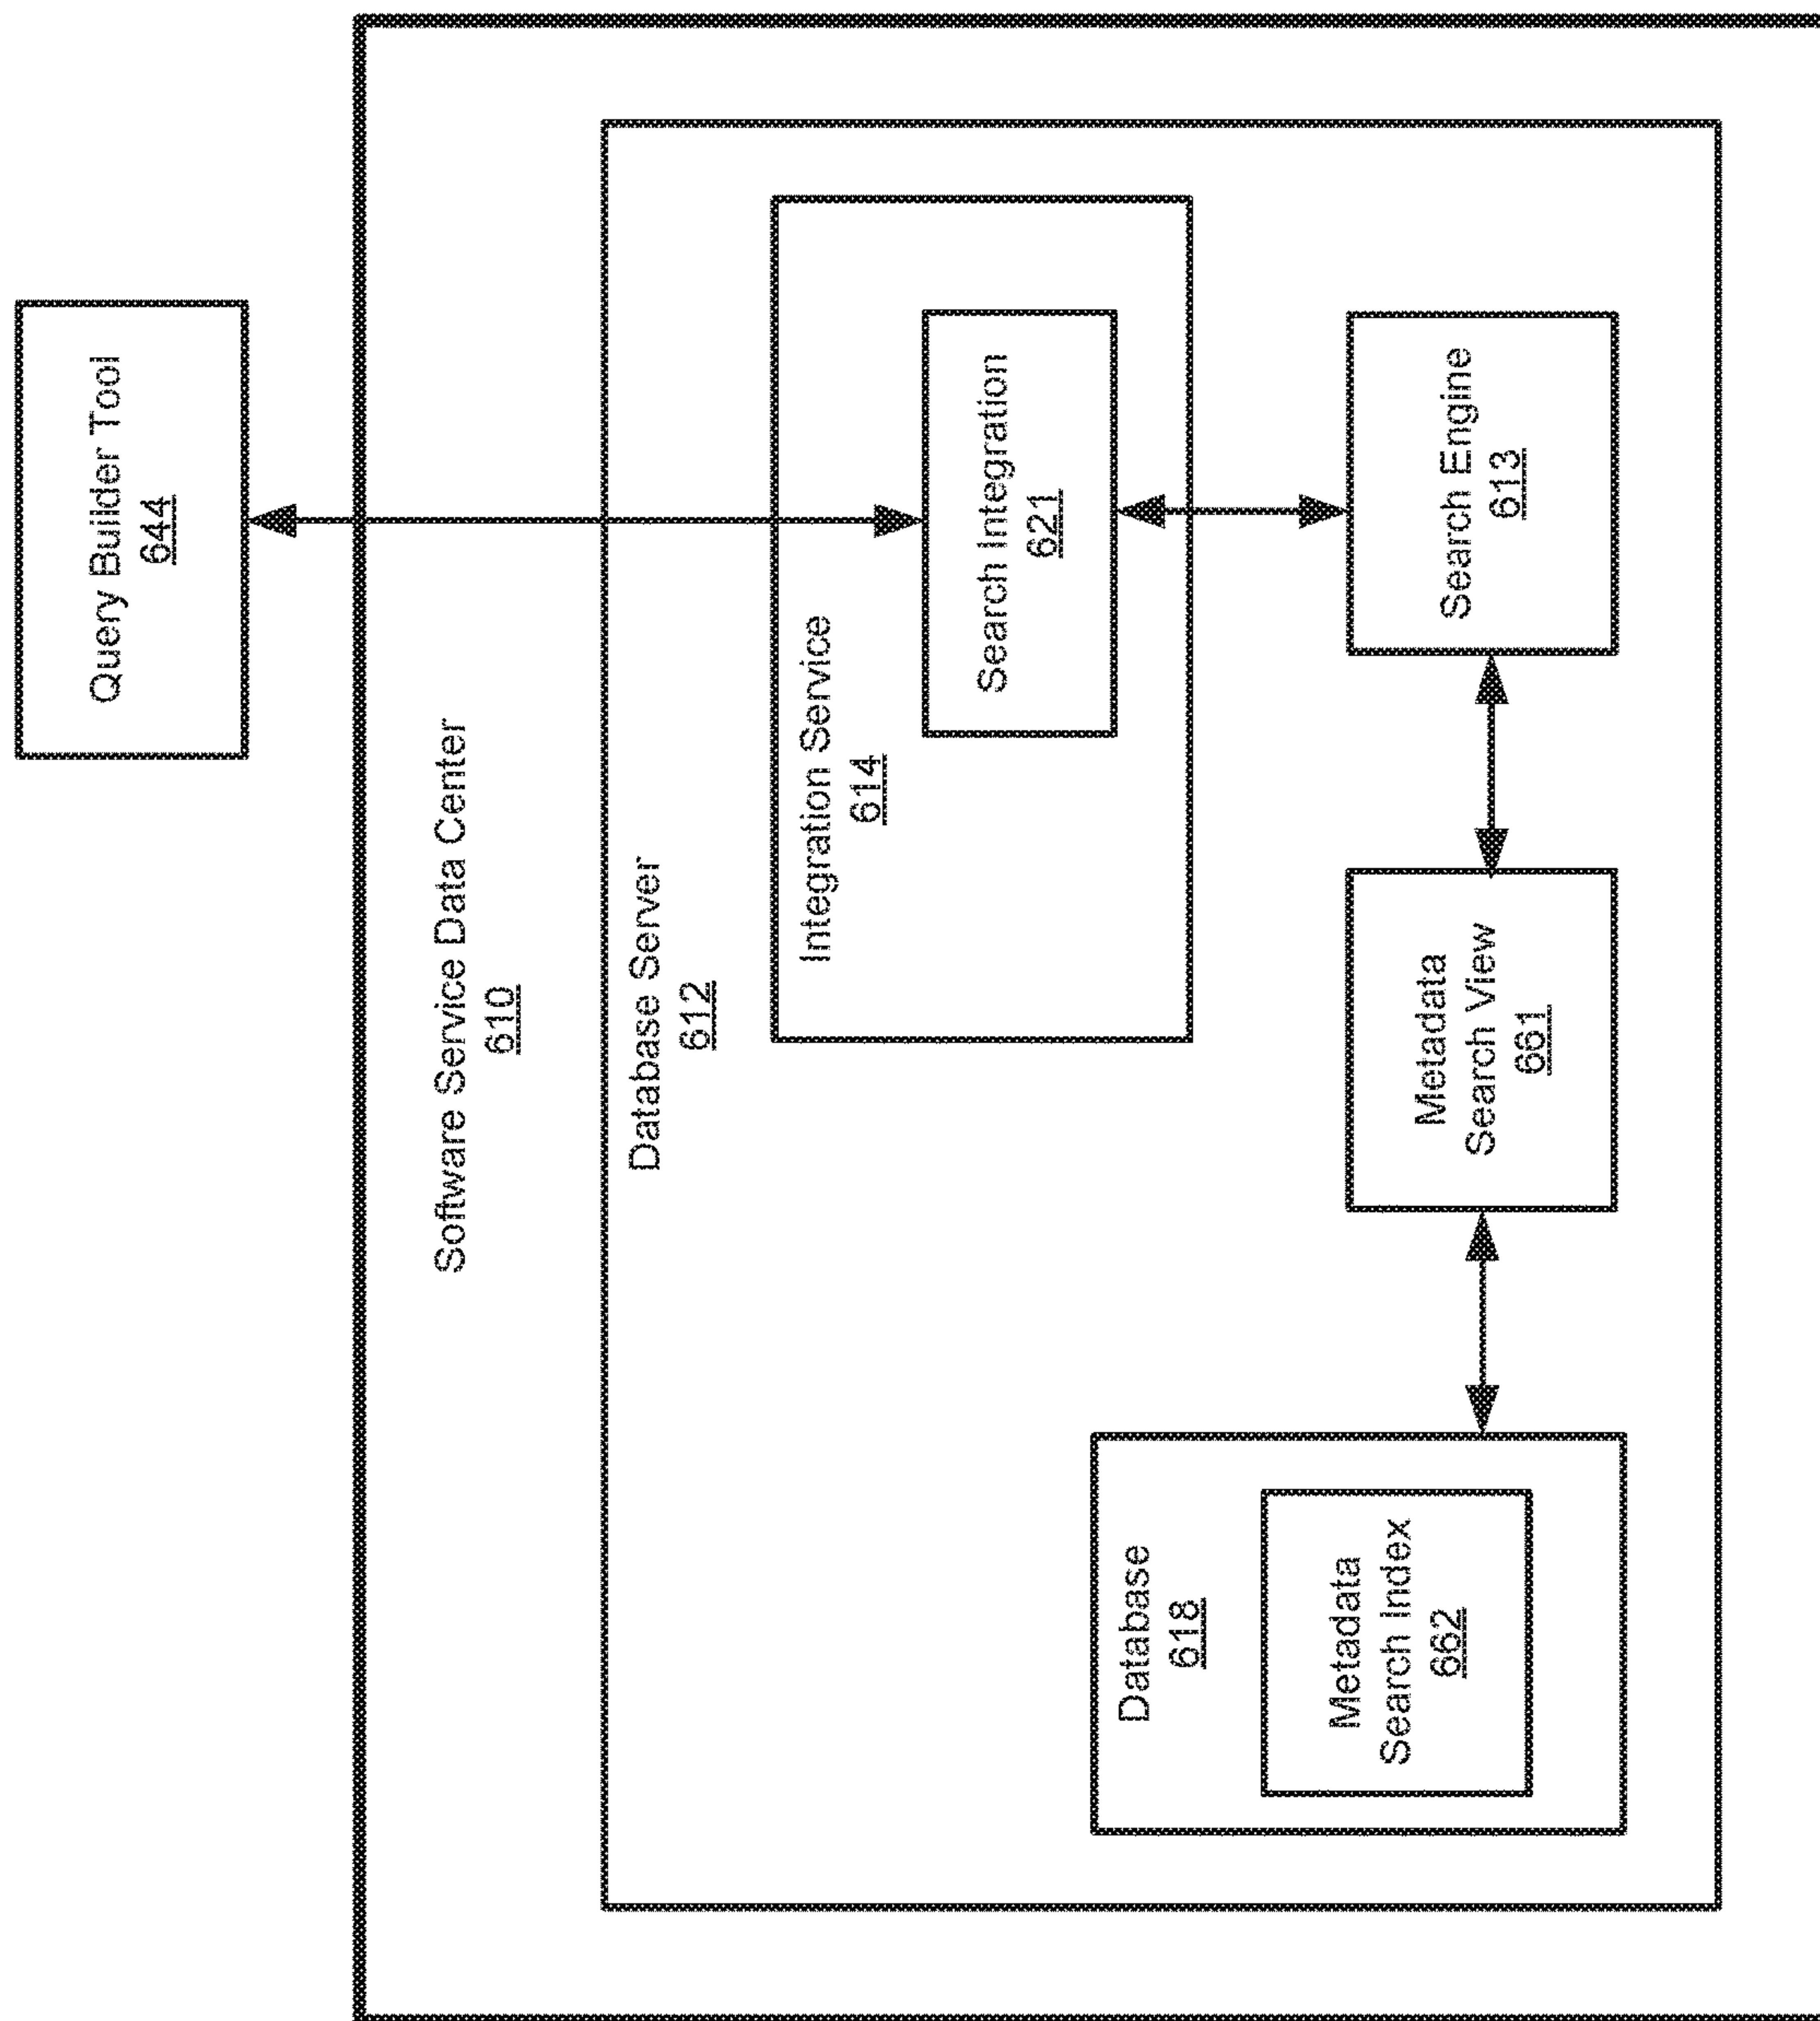 Query Builder Tool
644
Software Service Data Center
610
Database Server
612
Integration Service
614
Search Integration
621
Search Engine
613
Metadata
Search View
661
Database
618
Metadata
Search Index
662